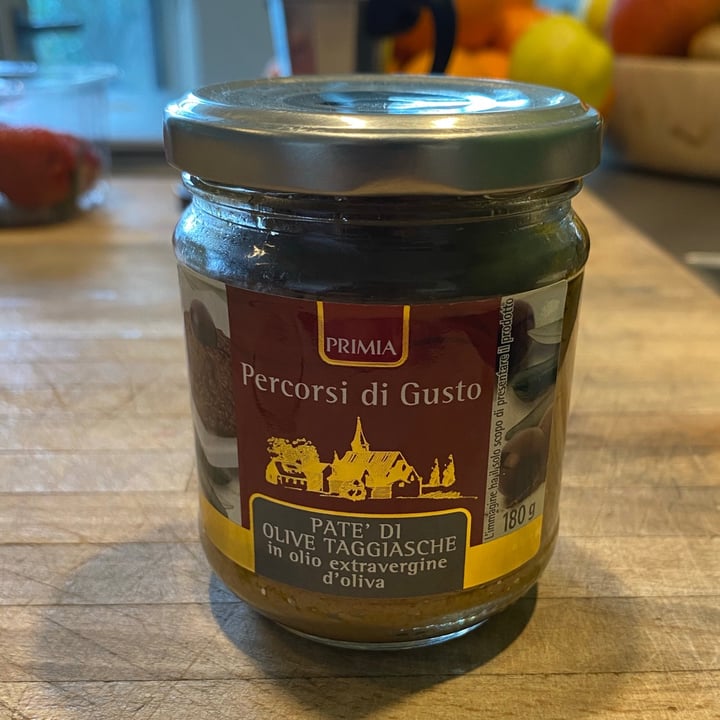 PRIMIA
Percorsi di Gusto
PATE' DI
OLIVE TAGGIASCHE
in olio extravergine
d'oliva
L'immagine ha il solo scopo di presentare il prodotto
180 g